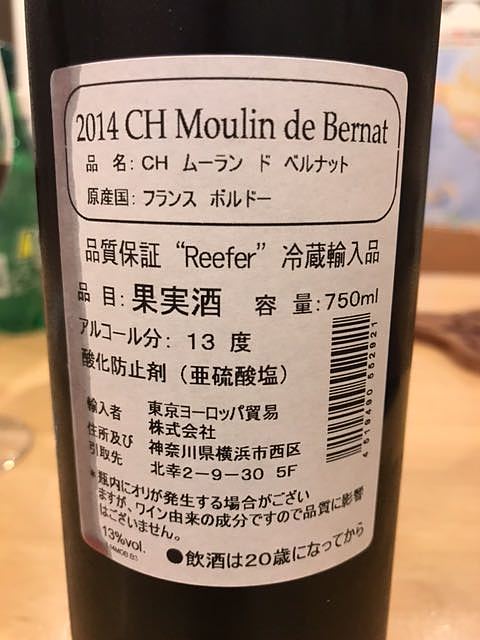 2014 CH Moulin de Bernat
品 名: CH ムーラン ド ベルナット
原産国: フランス ボルドー
品質保証 “Reefer” 冷蔵輸入品
品 目: 果実酒 容 量: 750ml
アルコール分: 13 度
酸化防止剤（亜硫酸塩）
輸入者 東京ヨーロッパ貿易
住所及び 株式会社
引取先 神奈川県横浜市西区
北幸2-9-30 5F
4 519490 552921
*瓶内にオリが発生する場合がござい
ますが、ワイン由来の成分ですので品質に影響
はございません。
13%vol.
●飲酒は20歳になってから